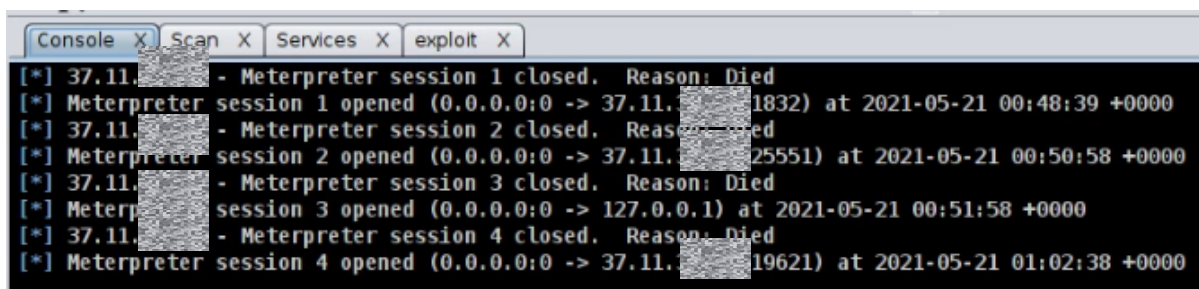 Console X Scan X Services X exploit X
[*] 37.11. - Meterpreter session 1 closed. Reason: Died
[*] Meterpreter session 1 opened (0.0.0.0:0 -> 37.11. 1832) at 2021-05-21 00:48:39 +0000
[*] 37.11. - Meterpreter session 2 closed. Died
[*] Meterpreter session 2 opened (0.0.0.0:0 -> 37.11. 25551) at 2021-05-21 00:50:58 +0000
[*] 37.11. - Meterpreter session 3 closed. Reason: Died
[*] session 3 opened (0.0.0.0:0 -> 127.0.0.1) at 2021-05-21 00:51:58 +0000
[*] 37.11. - Meterpreter session 4 closed. Reason: Died
[*] Meterpreter session 4 opened (0.0.0.0:0 -> 37.11. 19621) at 2021-05-21 01:02:38 +0000